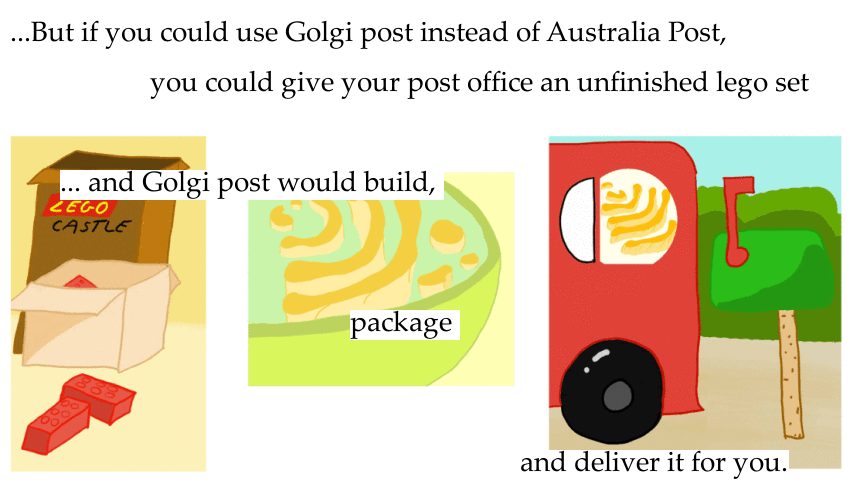 ...But if you could use Golgi post instead of Australia Post,
you could give your post office an unfinished lego set
... and Golgi post would build,
LEGO
CASTLE
package
and deliver it for you.